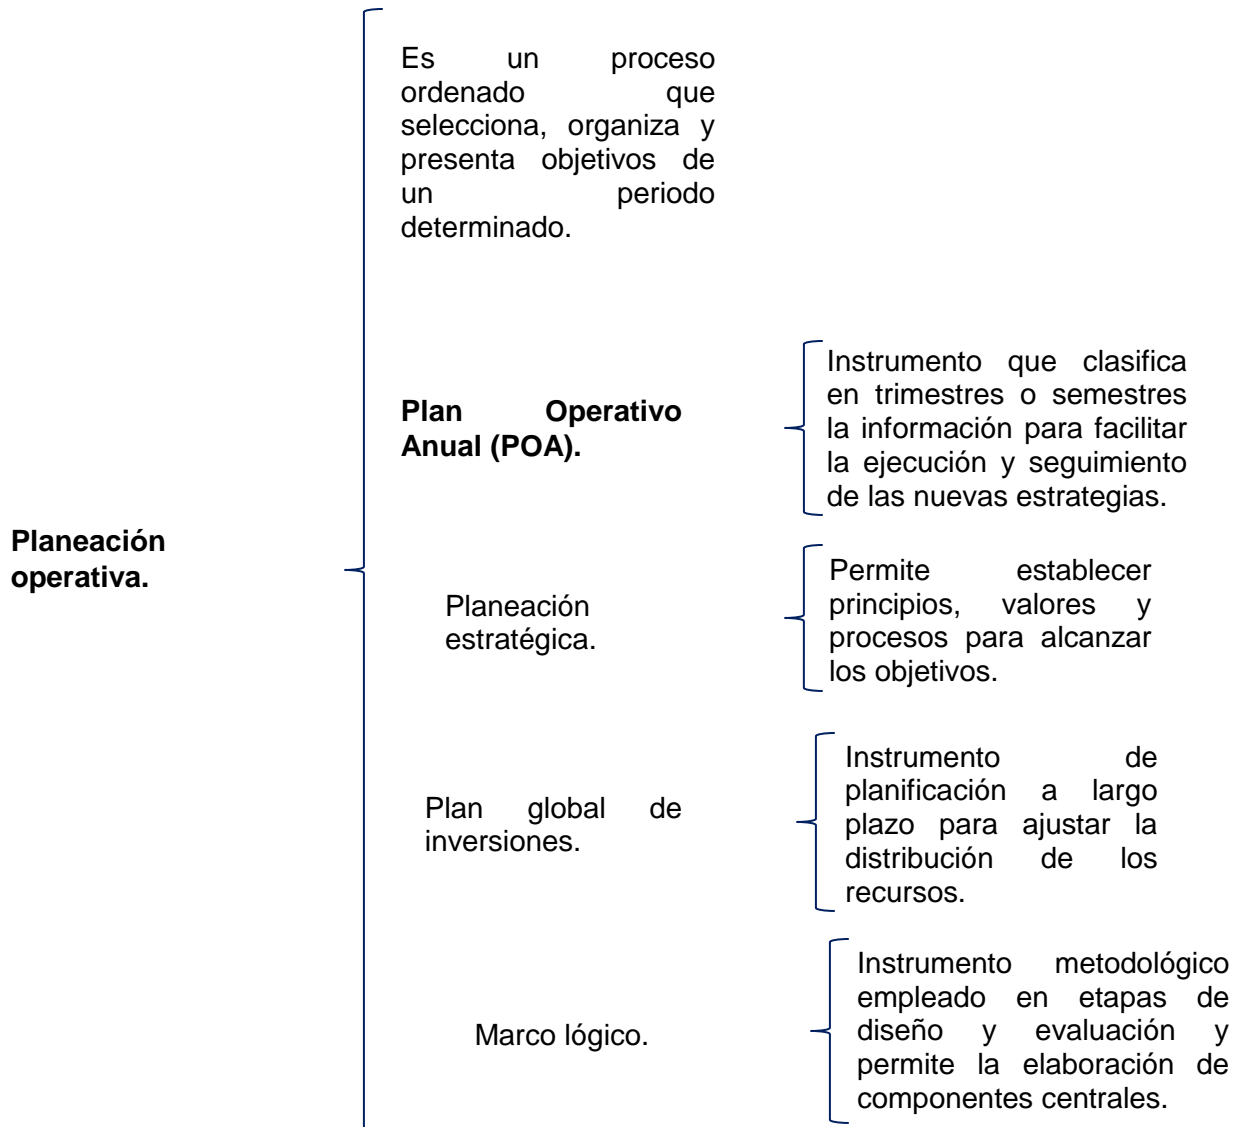 Planeación
operativa.
Es un proceso
ordenado que
selecciona, organiza y
presenta objetivos de
un periodo
determinado.
Plan Operativo
Anual (POA).
Instrumento que clasifica
en trimestres o semestres
la información para facilitar
la ejecución y seguimiento
de las nuevas estrategias.
Planeación
estratégica.
Permite establecer
principios, valores y
procesos para alcanzar
los objetivos.
Plan global de
inversiones.
Instrumento de
planificación a largo
plazo para ajustar la
distribución de los
recursos.
Marco lógico.
Instrumento metodológico
empleado en etapas de
diseño y evaluación y
permite la elaboración de
componentes centrales.